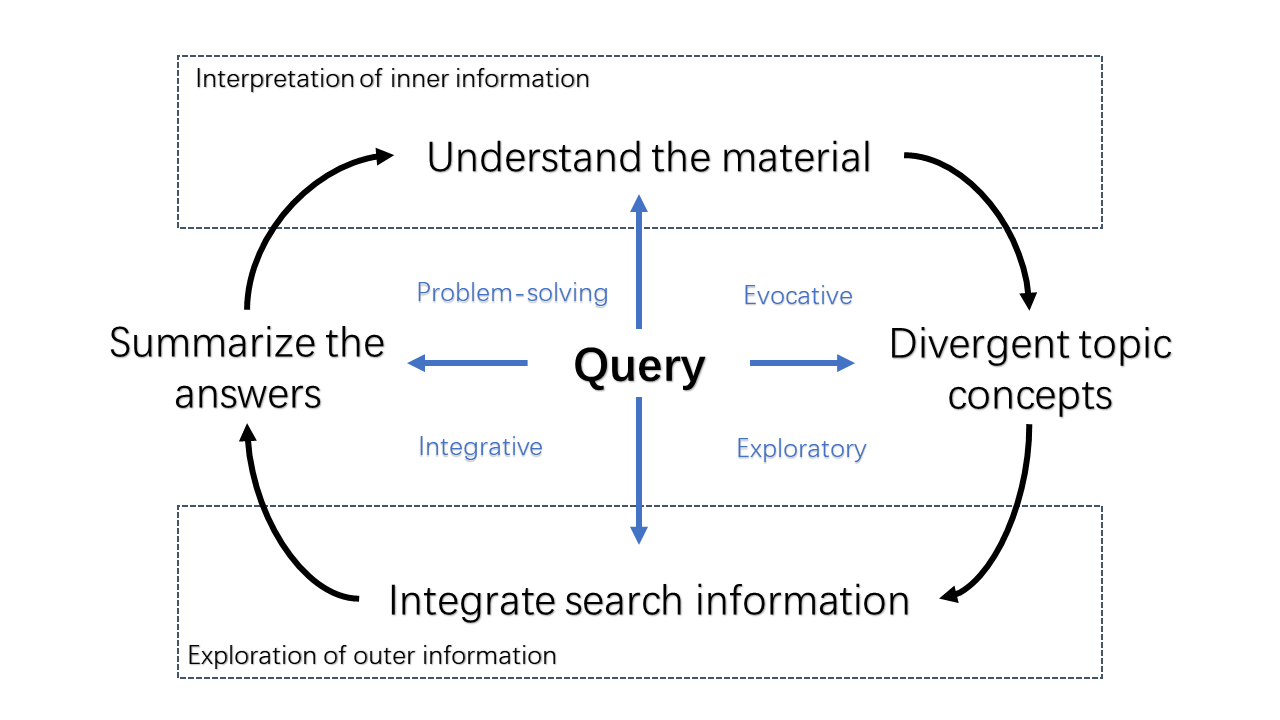 Interpretation of inner information
Understand the material
Problem-solving
Evocative
Summarize the
answers
Query
Divergent topic
concepts
Integrative
Exploratory
Integrate search information
Exploration of outer information